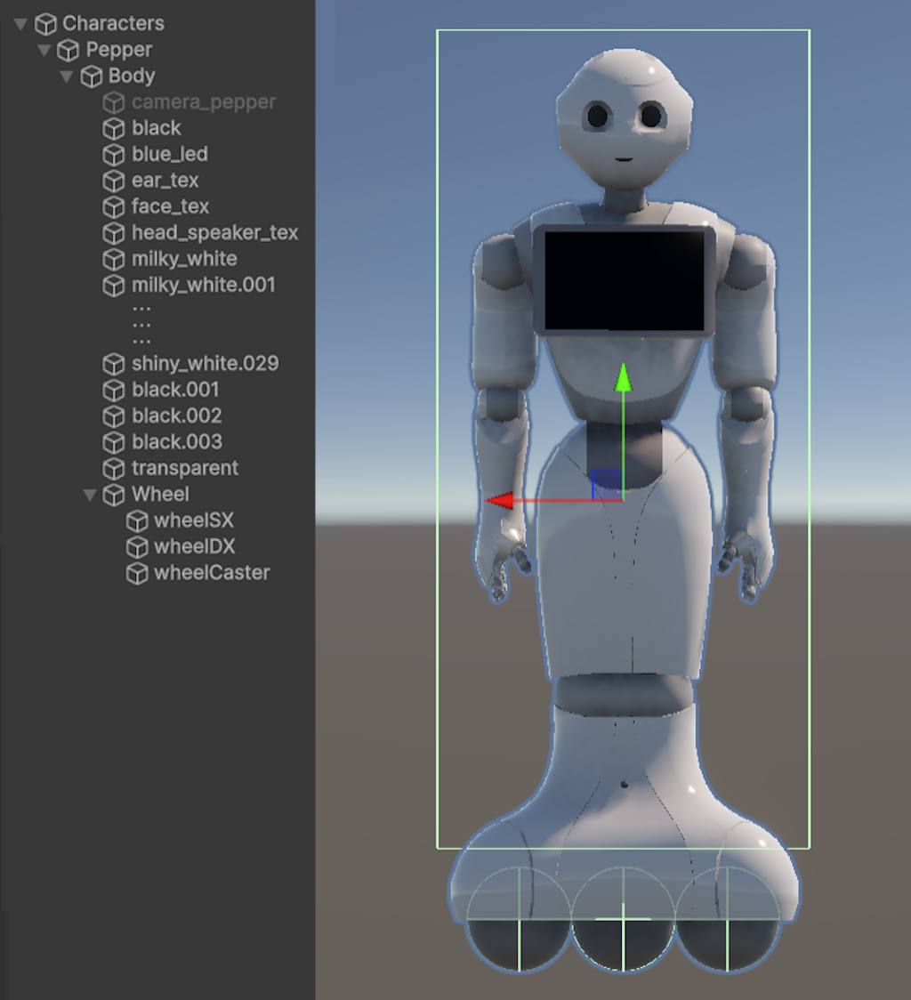 Characters
Pepper
Body
camera_pepper
black
blue_led
ear_tex
face_tex
head_speaker_tex
milky_white
milky_white.001
...
...
...
shiny_white.029
black.001
black.002
black.003
transparent
Wheel
wheelSX
wheelDX
wheelCaster